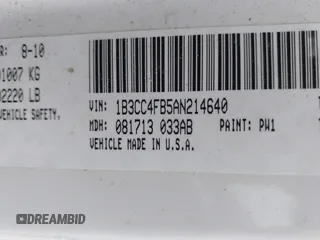 R: 8-10
1007 KG
2220 LB
VEHICLE SAFETY.
VIN: 1B3CC4FB5AN214640
MDH: 081713 033AB PAINT: PW1
VEHICLE MADE IN U.S.A.
DREAMBID